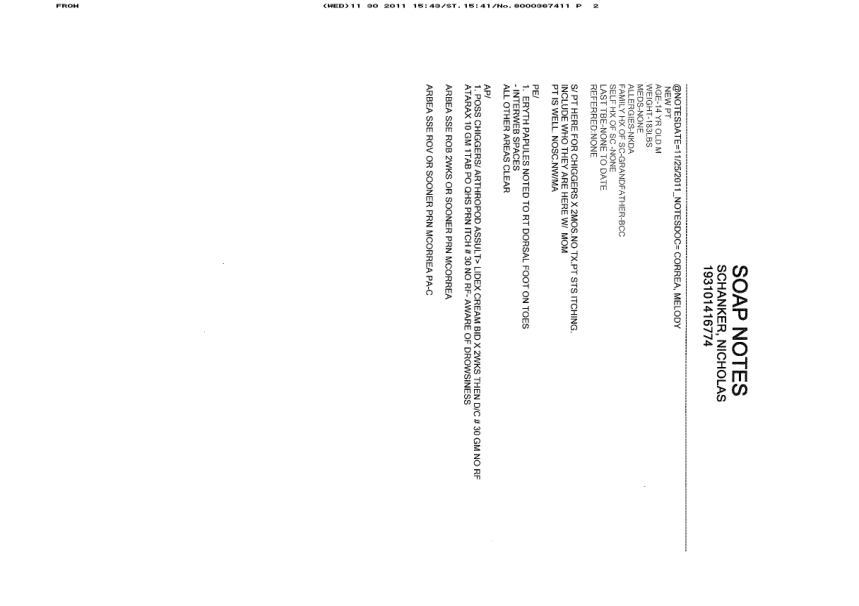 FROM (WED)11 30 2011 15:43/ST.15:41/No.8000367411 P 2
SOAP NOTES
SCHANKER, NICHOLAS
193101416774
@NOTESDATE=11/25/2011_NOTESDOC= CORREA, MELODY
NEW PT
AGE-14 YR OLD M
WEIGHT-183LBS
MEDS-NONE
ALLERGIES-NKDA
FAMILY HX OF SC-GRANDFATHER-BCC
SELF HX OF SC -NONE
LAST TBE-NONE TO DATE
REFERRED:NONE
S/ PT HERE FOR CHIGGERS X 2MOS.NO TX.PT STS ITCHING.
INCLUDE WHO THEY ARE HERE W/ MOM
PT IS WELL. NOSC.NW/MA
PE/
1. ERYTH PAPULES NOTED TO RT DORSAL FOOT ON TOES
- INTERWEB SPACES
ALL OTHER AREAS CLEAR
AP/
1. POSS CHIGGERS/ ARTHROPOD ASSULT> LIDEX CREAM BID X 2WKS THEN D/C # 30 GM NO RF
ATARAX 10 GM 1TAB PO QHS PRN ITCH # 30 NO RF- AWARE OF DROWSINESS
ARBEA SSE ROB 2WKS OR SOONER PRN MCORREA
ARBEA SSE ROV OR SOONER PRN MCORREA PA-C